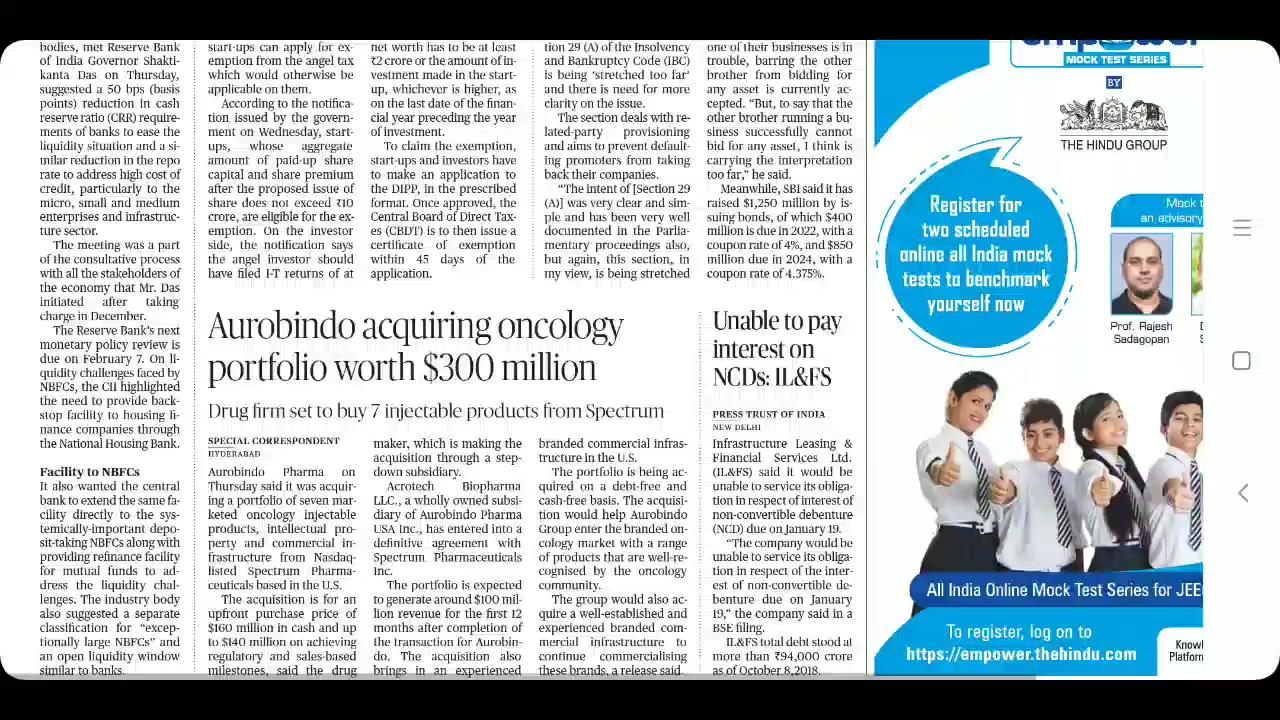 bodies, met Reserve Bank
of India Governor Shakti-
kanta Das on Thursday,
suggested a 50 bps (basis
points) reduction in cash
reserve ratio (CRR) require-
ments of banks to ease the
liquidity situation and a si-
milar reduction in the repo
rate to address high cost of
credit, particularly to the
micro, small and medium
enterprises and infrastruc-
ture sector.
The meeting was a part
of the consultative process
with all the stakeholders of
the economy that Mr. Das
initiated after taking
charge in December.
The Reserve Bank's next
monetary policy review is
due on February 7. On li-
quidity challenges faced by
NBFCs, the CII highlighted
the need to provide back-
stop facility to housing fi-
nance companies through
the National Housing Bank.
Facility to NBFCs
It also wanted the central
bank to extend the same fa-
cility directly to the sys-
temically-important depo-
sit-taking NBFCs along with
providing refinance facility
for mutual funds to ad-
dress the liquidity chal-
lenges. The industry body
also suggested a separate
classification for “excep-
tionally large NBFCs” and
an open liquidity window
similar to banks.
start-ups can apply for ex-
emption from the angel tax
which would otherwise be
applicable on them.
According to the notifica-
tion issued by the govern-
ment on Wednesday, start-
ups, whose aggregate
amount of paid-up share
capital and share premium
after the proposed issue of
share does not exceed ₹10
crore, are eligible for the ex-
emption. On the investor
side, the notification says
the angel investor should
have filed I-T returns of at
net worth has to be at least
₹2 crore or the amount of in-
vestment made in the start-
up, whichever is higher, as
on the last date of the finan-
cial year preceding the year
of investment.
To claim the exemption,
start-ups and investors have
to make an application to
the DIPP, in the prescribed
format. Once approved, the
Central Board of Direct Tax-
es (CBDT) is to then issue a
certificate of exemption
within 45 days of the
application.
tion 29 (A) of the Insolvency
and Bankruptcy Code (IBC)
is being ‘stretched too far’
and there is need for more
clarity on the issue.
The section deals with re-
lated-party provisioning
and aims to prevent default-
ing promoters from taking
back their companies.
“The intent of [Section 29
(A)] was very clear and sim-
ple and has been very well
documented in the Parlia-
mentary proceedings also,
but again, this section, in
my view, is being stretched
one of their businesses is in
trouble, barring the other
brother from bidding for
any asset is currently ac-
cepted. “But, to say that the
other brother running a bu-
siness successfully cannot
bid for any asset, I think is
carrying the interpretation
too far,” he said.
Meanwhile, SBI said it has
raised $1,250 million by is-
suing bonds, of which $400
million is due in 2022, with a
coupon rate of 4%, and $850
million due in 2024, with a
coupon rate of 4.375%.
Aurobindo acquiring oncology
portfolio worth $300 million
Drug firm set to buy 7 injectable products from Spectrum
SPECIAL CORRESPONDENT
HYDERABAD
Aurobindo Pharma on
Thursday said it was acquir-
ing a portfolio of seven mar-
keted oncology injectable
products, intellectual pro-
perty and commercial in-
frastructure from Nasdaq-
listed Spectrum Pharma-
ceuticals based in the U.S.
The acquisition is for an
upfront purchase price of
$160 million in cash and up
to $140 million on achieving
regulatory and sales-based
milestones, said the drug
maker, which is making the
acquisition through a step-
down subsidiary.
Acrotech Biopharma
LLC., a wholly owned subsi-
diary of Aurobindo Pharma
USA Inc., has entered into a
definitive agreement with
Spectrum Pharmaceuticals
Inc.
The portfolio is expected
to generate around $100 mil-
lion revenue for the first 12
months after completion of
the transaction for Aurobin-
do. The acquisition also
brings in an experienced
branded commercial infras-
tructure in the U.S.
The portfolio is being ac-
quired on a debt-free and
cash-free basis. The acquisi-
tion would help Aurobindo
Group enter the branded on-
cology market with a range
of products that are well-re-
cognised by the oncology
community.
The group would also ac-
quire a well-established and
experienced branded com-
mercial infrastructure to
continue commercialising
these brands, a release said.
Unable to pay
interest on
NCDs: IL&FS
PRESS TRUST OF INDIA
NEW DELHI
Infrastructure Leasing &
Financial Services Ltd.
(IL&FS) said it would be
unable to service its obliga-
tion in respect of interest of
non-convertible debenture
(NCD) due on January 19.
“The company would be
unable to service its obliga-
tion in respect of the inter-
est of non-convertible de-
benture due on January
19,” the company said in a
BSE filing.
IL&FS total debt stood at
more than ₹94,000 crore
as of October 8,2018.
empower
MOCK TEST SERIES
BY
THE HINDU GROUP
Register for
two scheduled
online all India mock
tests to benchmark
yourself now
Mock t
an advisory
Prof. Rajesh
Sadagopan
All India Online Mock Test Series for JEE
To register, log on to
https://empower.thehindu.com
Knowl
Platfor